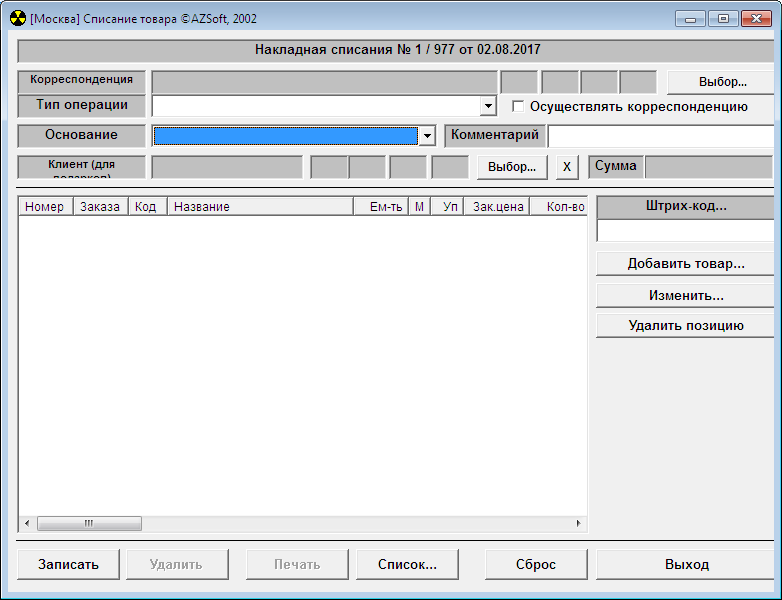 [Москва] Списание товара ©AZSoft, 2002
Накладная списания № 1 / 977 от 02.08.2017
Корреспонденция
Выбор...
Тип операции
Осуществлять корреспонденцию
Основание
Комментарий
Клиент (для
подарков)
Выбор...
X
Сумма
Номер Заказа Код Название Ем-ть М Уп Зак.цена Кол-во
Штрих-код...
Добавить товар...
Изменить...
Удалить позицию
Записать
Удалить
Печать
Список...
Сброс
Выход